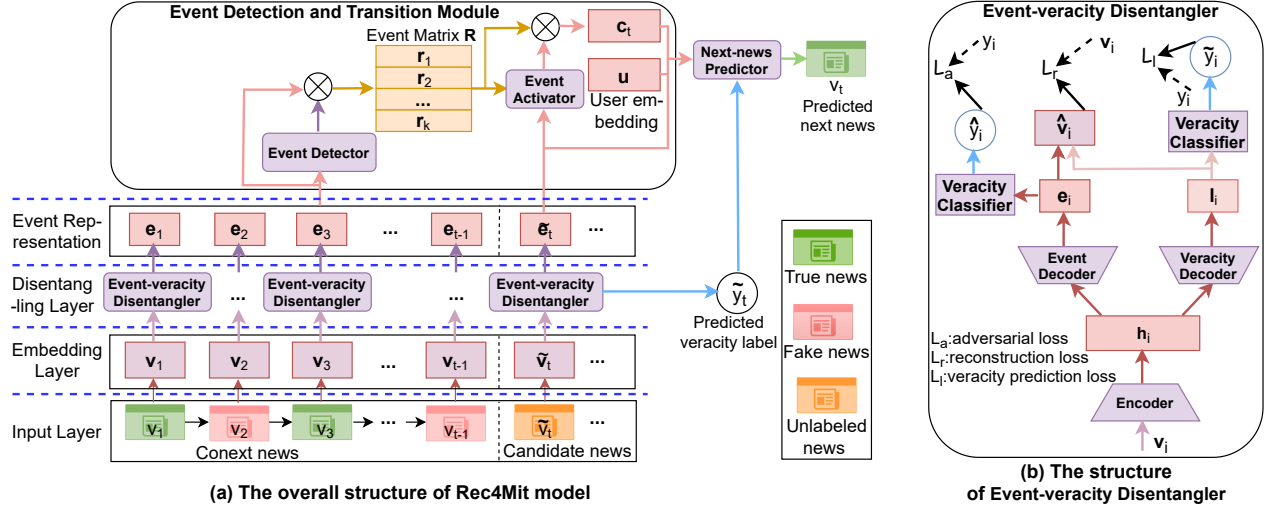 Event Detection and Transition Module
Event Matrix R
r1
r2
...
rk
Event Detector
Event
Activator
ct
u
User em-
bedding
Next-news
Predictor
vt
Predicted
next news
Event Rep-
resentation
e1
e2
e3
...
et-1
ẽt
...
Disentang
-ling Layer
Event-veracity
Disentangler
...
Event-veracity
Disentangler
...
Event-veracity
Disentangler
ỹt
Predicted
veracity label
Embedding
Layer
v1
v2
v3
...
vt-1
ṽt
...
Input Layer
v1
v2
v3
...
vt-1
ṽt
...
Conext news
Candidate news
True news
Fake news
Unlabeled
news
(a) The overall structure of Rec4Mit model
Event-veracity Disentangler
yi
La
vi
Lr
Ll
ỹi
yi
ŷi
v̂i
Veracity
Classifier
Veracity
Classifier
ei
li
Event
Decoder
Veracity
Decoder
hi
La:adversarial loss
Lr:reconstruction loss
Ll:veracity prediction loss
Encoder
vi
(b) The structure
of Event-veracity Disentangler